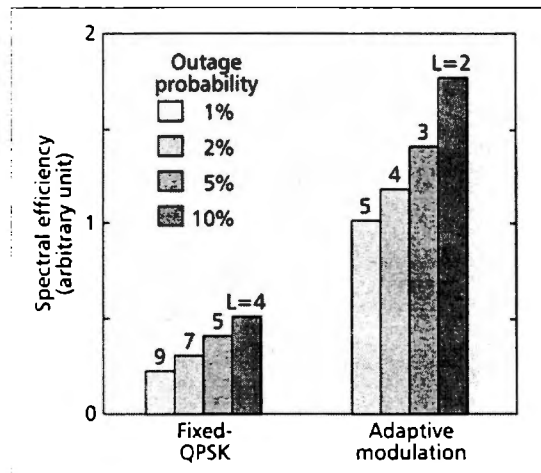 2
Outage
probability
1%
2%
5%
10%
L=2
3
4
5
1
L=4
5
7
9
0
Spectral efficiency
(arbitrary unit)
Fixed-
QPSK
Adaptive
modulation